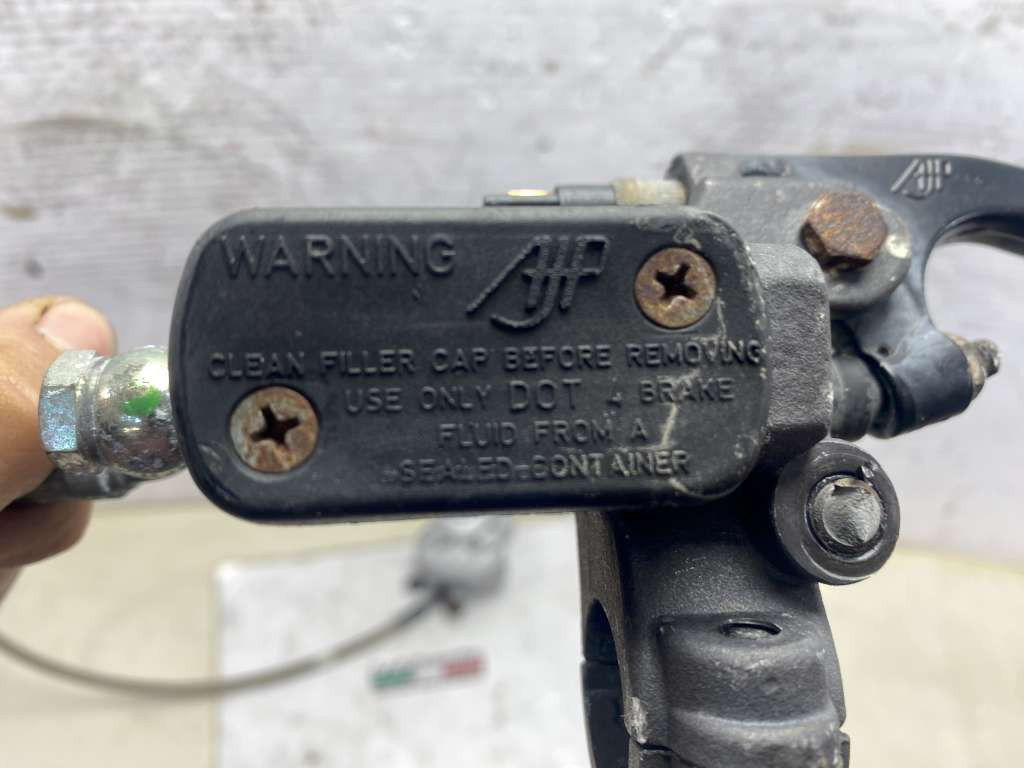 AJP
WARNING AJP
CLEAN FILLER CAP BEFORE REMOVING
USE ONLY DOT 4 BRAKE
FLUID FROM A
SEALED CONTAINER